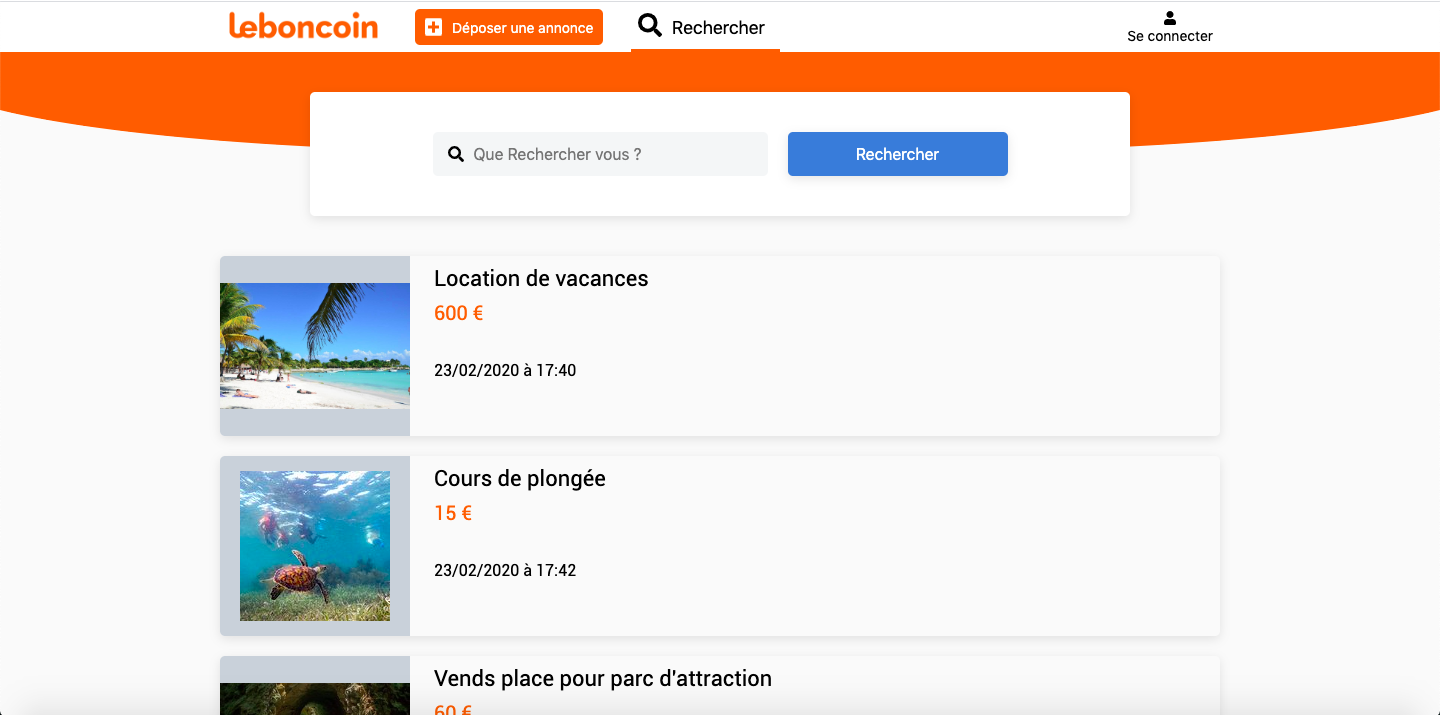 leboncoin
Déposer une annonce
Rechercher
Se connecter
Que Rechercher vous ?
Rechercher
Location de vacances
600 €
23/02/2020 à 17:40
Cours de plongée
15 €
23/02/2020 à 17:42
Vends place pour parc d'attraction
60 €